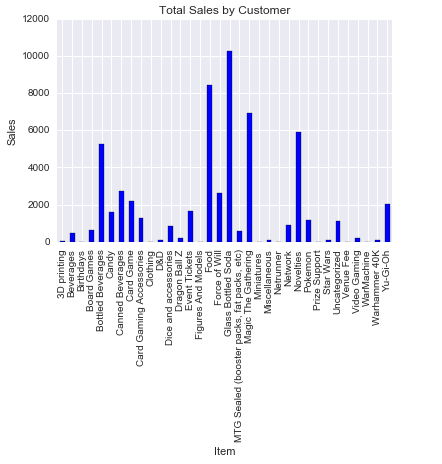 Total Sales by Customer
12000
10000
8000
6000
4000
2000
0
Sales
3D printing
Beverages
Birthdays
Board Games
Bottled Beverages
Candy
Canned Beverages
Card Game
Card Gaming Accessories
Clothing
D&D
Dice and accessories
Dragon Ball Z
Event Tickets
Figures And Models
Food
Force of Will
Glass Bottled Soda
MTG Sealed (booster packs, fat packs, etc)
Magic The Gathering
Miniatures
Miscellaneous
Netrunner
Network
Novelties
Pokemon
Prize Support
Star Wars
Uncategorized
Venue Fee
Video Gaming
WarMachine
Warhammer 40K
Yu-Gi-Oh
Item